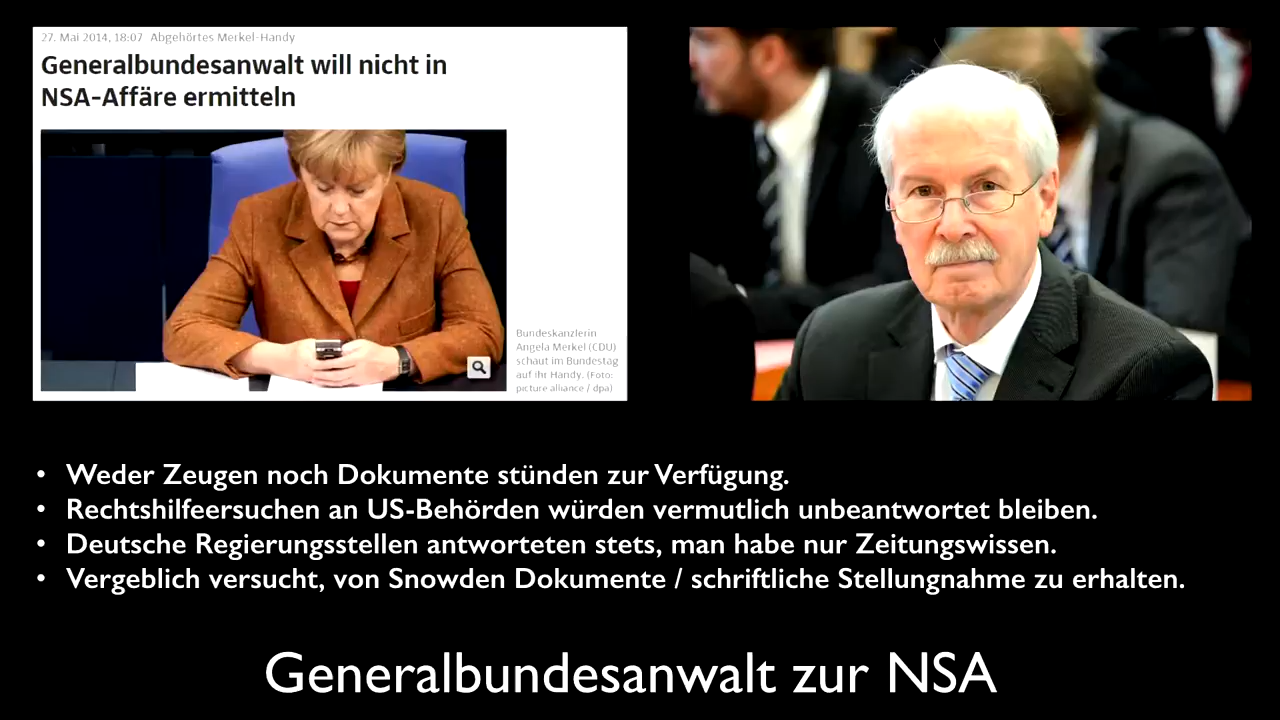 27. Mai 2014, 18:07 Abgehörtes Merkel-Handy
Generalbundesanwalt will nicht in
NSA-Affäre ermitteln
Bundeskanzlerin
Angela Merkel (CDU)
schaut im Bundestag
auf ihr Handy. (Foto:
picture alliance / dpa)
• Weder Zeugen noch Dokumente stünden zur Verfügung.
• Rechtshilfeersuchen an US-Behörden würden vermutlich unbeantwortet bleiben.
• Deutsche Regierungsstellen antworteten stets, man habe nur Zeitungswissen.
• Vergeblich versucht, von Snowden Dokumente / schriftliche Stellungnahme zu erhalten.
Generalbundesanwalt zur NSA